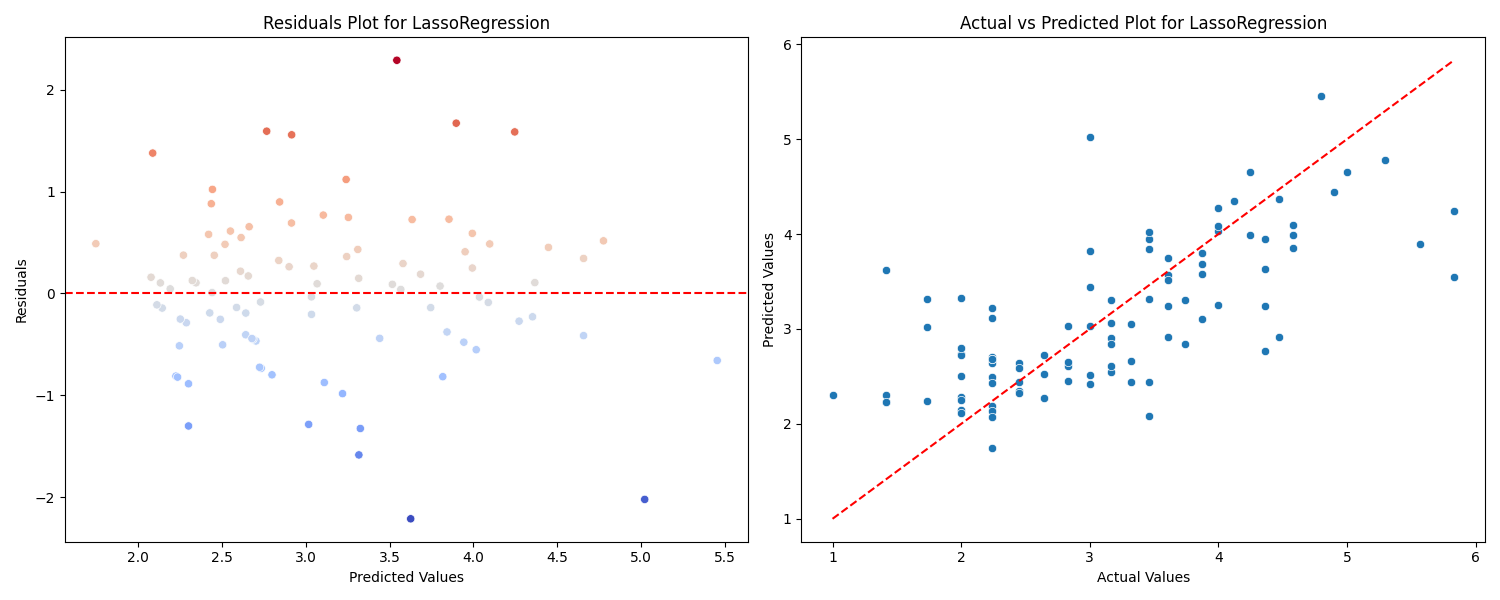 Residuals Plot for LassoRegression
2
1
0
−1
−2
Residuals
2.0 2.5 3.0 3.5 4.0 4.5 5.0 5.5
Predicted Values
Actual vs Predicted Plot for LassoRegression
6
5
4
3
2
1
Predicted Values
1 2 3 4 5 6
Actual Values